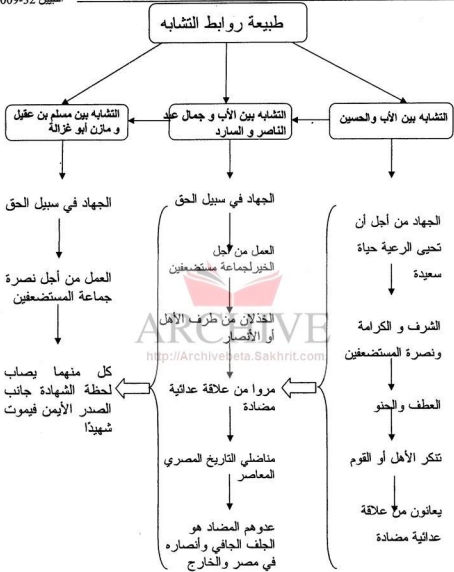 التبيين 32-2009
طبيعة روابط التشابه
التشابه بين الأب والحسين
التشابه بين الأب و جمال عبد
الناصر و السارد
التشابه بين مسلم بن عقيل
و مازن أبو غزالة
الجهاد من أجل أن
تحيى الرعية حياة
سعيدة
الشرف و الكرامة
ونصرة المستضعفين
العطف والحنو
تنكر الأهل أو القوم
يعانون من علاقة
عدائية مضادة
الجهاد في سبيل الحق
العمل من أجل
الخير لجماعة مستضعفين
الخذلان من طرف الأهل
أو الأنصار
مروا من علاقة عدائية
مضادة
مناضلي التاريخ المصري
المعاصر
عدوهم المضاد هو
الجلف الجافي وأنصاره
في مصر والخارج
الجهاد في سبيل الحق
العمل من أجل نصرة
جماعة المستضعفين
كل منهما يصاب
لحظة الشهادة جانب
الصدر الأيمن فيموت
شهيدًا
ARCHIVE
http://Archivebeta.Sakhrit.com